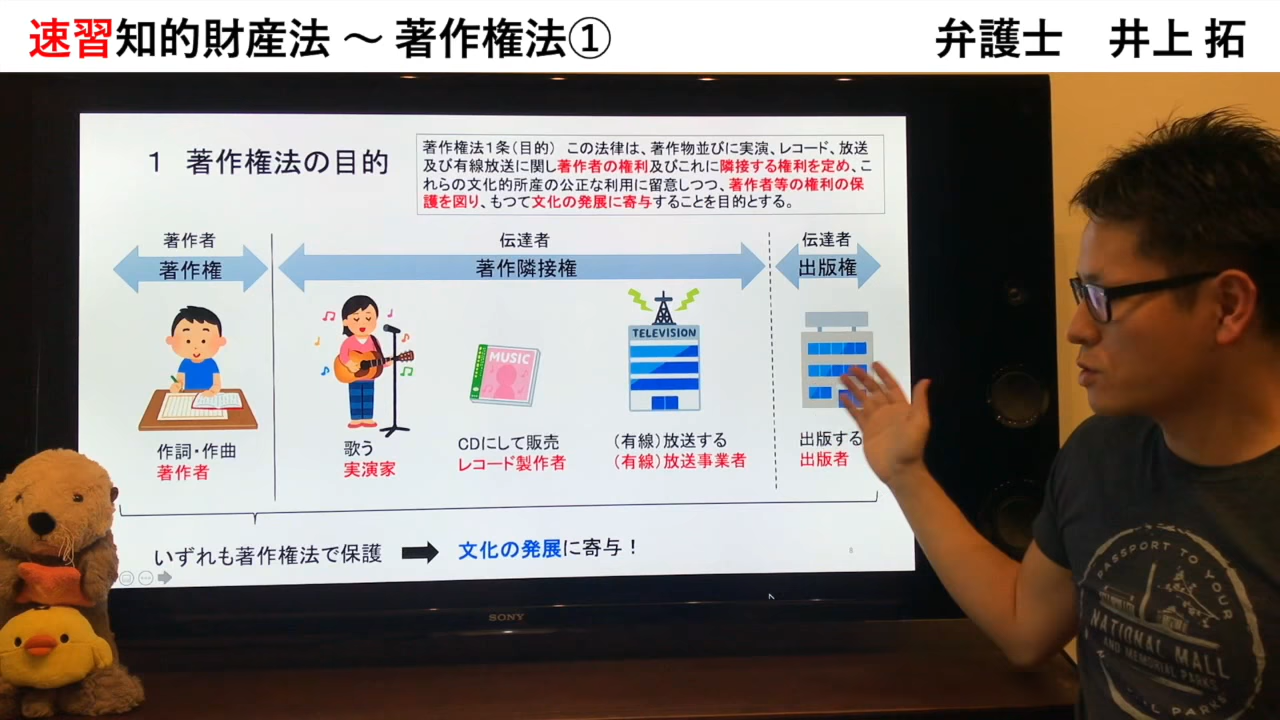 速習知的財産法 ～ 著作権法①
弁護士　井上 拓
1　著作権法の目的
著作権法１条（目的）　この法律は、著作物並びに実演、レコード、放送
及び有線放送に関し著作者の権利及びこれに隣接する権利を定め、こ
れらの文化的所産の公正な利用に留意しつつ、著作者等の権利の保
護を図り、もつて文化の発展に寄与することを目的とする。
著作者
伝達者
伝達者
著作権
著作隣接権
出版権
MUSIC
TELEVISION
作詞・作曲
著作者
歌う
実演家
CDにして販売
レコード製作者
（有線）放送する
（有線）放送事業者
出版する
出版者
いずれも著作権法で保護
文化の発展に寄与！
8
SONY
PASSPORT TO YOUR
NATIONAL MALL
AND MEMORIAL PARKS